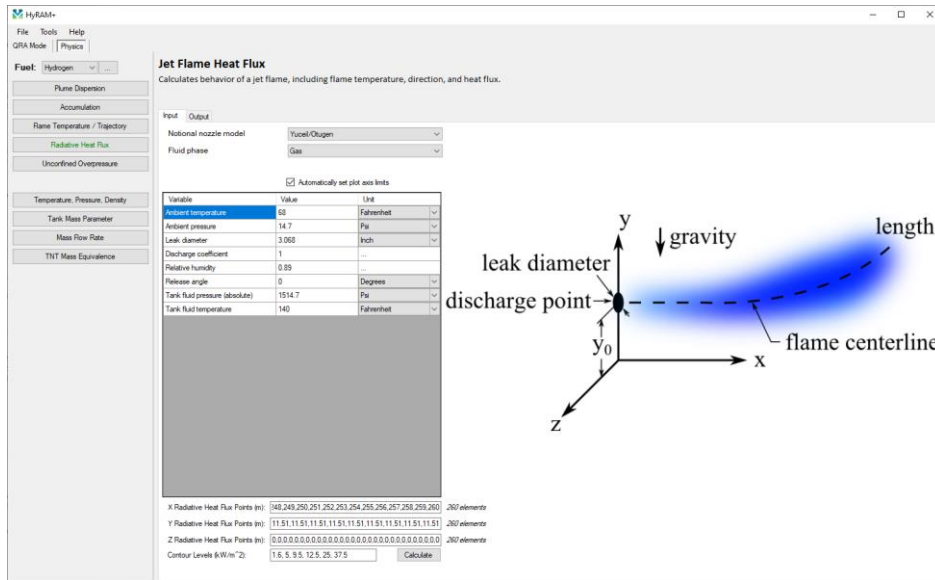 HyRAM+
File Tools Help
QRA Mode Physics
Fuel: Hydrogen ...
Plume Dispersion
Accumulation
Flame Temperature / Trajectory
Radiative Heat Flux
Unconfined Overpressure
Temperature, Pressure, Density
Tank Mass Parameter
Mass Flow Rate
TNT Mass Equivalence
Jet Flame Heat Flux
Calculates behavior of a jet flame, including flame temperature, direction, and heat flux.
Input Output
Notional nozzle model Yuceil/Otugen
Fluid phase Gas
Automatically set plot axis limits
Variable Value Unit
Ambient temperature 68 Fahrenheit
Ambient pressure 14.7 Psi
Leak diameter 3.068 Inch
Discharge coefficient 1 ...
Relative humidity 0.89 ...
Release angle 0 Degrees
Tank fluid pressure (absolute) 1514.7 Psi
Tank fluid temperature 140 Fahrenheit
y
gravity
length
leak diameter
discharge point
y0
flame centerline
x
z
X Radiative Heat Flux Points (m): 248,249,250,251,252,253,254,255,256,257,258,259,260 260 elements
Y Radiative Heat Flux Points (m): 11.51,11.51,11.51,11.51,11.51,11.51,11.51,11.51,11.51,11.51 260 elements
Z Radiative Heat Flux Points (m): 0,0,0,0,0,0,0,0,0,0,0,0,0,0,0,0,0,0,0,0,0,0,0,0,0,0,0,0,0 260 elements
Contour Levels (kW/m^2): 1.6, 5, 9.5, 12.5, 25, 37.5 Calculate